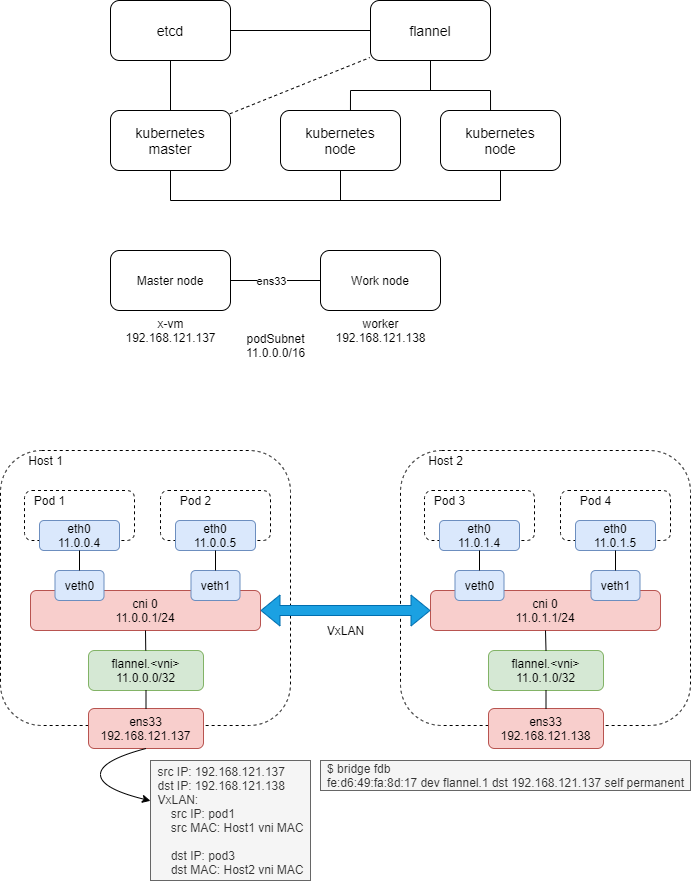 etcd
flannel
kubernetes
master
kubernetes
node
kubernetes
node
Master node
ens33
Work node
x-vm
192.168.121.137
podSubnet
11.0.0.0/16
worker
192.168.121.138
Host 1
Pod 1
eth0
11.0.0.4
Pod 2
eth0
11.0.0.5
veth0
veth1
cni 0
11.0.0.1/24
flannel.<vni>
11.0.0.0/32
ens33
192.168.121.137
VxLAN
Host 2
Pod 3
eth0
11.0.1.4
Pod 4
eth0
11.0.1.5
veth0
veth1
cni 0
11.0.1.1/24
flannel.<vni>
11.0.1.0/32
ens33
192.168.121.138
src IP: 192.168.121.137
dst IP: 192.168.121.138
VxLAN:
src IP: pod1
src MAC: Host1 vni MAC
dst IP: pod3
dst MAC: Host2 vni MAC
$ bridge fdb
fe:d6:49:fa:8d:17 dev flannel.1 dst 192.168.121.137 self permanent